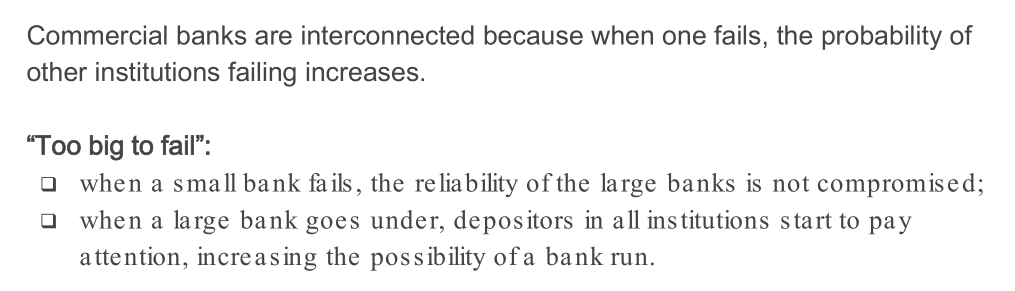 Commercial banks are interconnected because when one fails, the probability of
other institutions failing increases.
“Too big to fail”:
❑ when a small bank fails, the reliability of the large banks is not compromised;
❑ when a large bank goes under, depositors in all institutions start to pay
attention, increasing the possibility of a bank run.